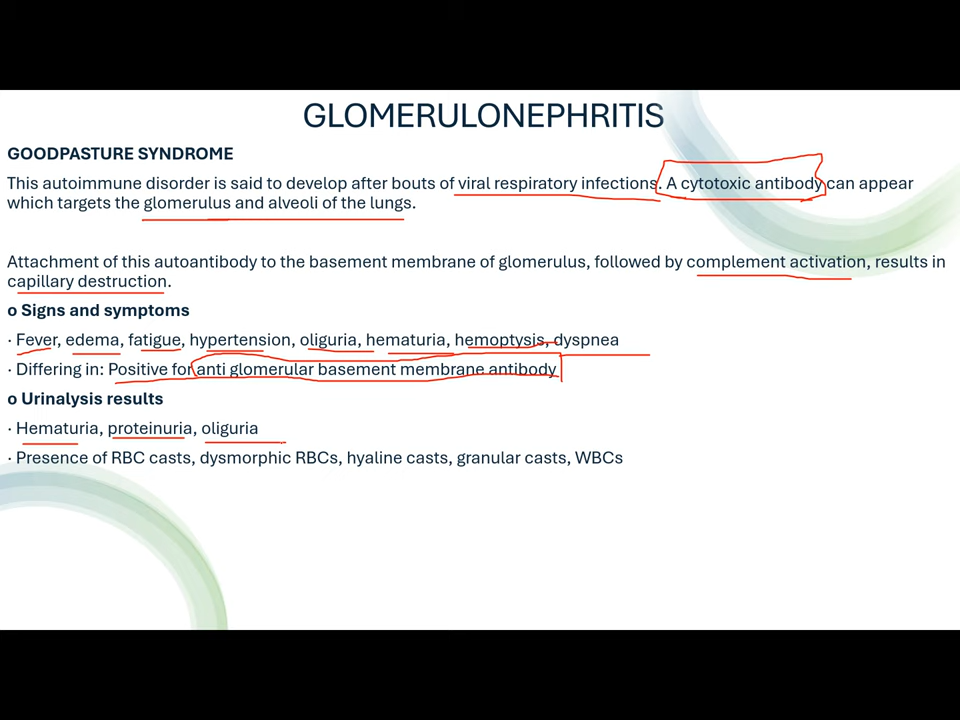 GLOMERULONEPHRITIS
GOODPASTURE SYNDROME
This autoimmune disorder is said to develop after bouts of viral respiratory infections. A cytotoxic antibody can appear
which targets the glomerulus and alveoli of the lungs.
Attachment of this autoantibody to the basement membrane of glomerulus, followed by complement activation, results in
capillary destruction.
o Signs and symptoms
· Fever, edema, fatigue, hypertension, oliguria, hematuria, hemoptysis, dyspnea
· Differing in: Positive for anti glomerular basement membrane antibody
o Urinalysis results
· Hematuria, proteinuria, oliguria
· Presence of RBC casts, dysmorphic RBCs, hyaline casts, granular casts, WBCs